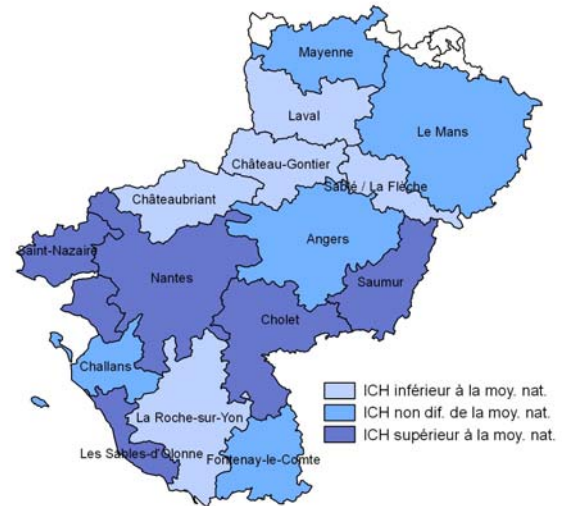 Mayenne
Laval
Le Mans
Château-Gontier
Sablé / La Flèche
Châteaubriant
Angers
Saint-Nazaire
Nantes
Saumur
Cholet
Challans
La Roche-sur-Yon
Les Sables-d'Olonne
Fontenay-le-Comte
ICH inférieur à la moy. nat.
ICH non dif. de la moy. nat.
ICH supérieur à la moy. nat.